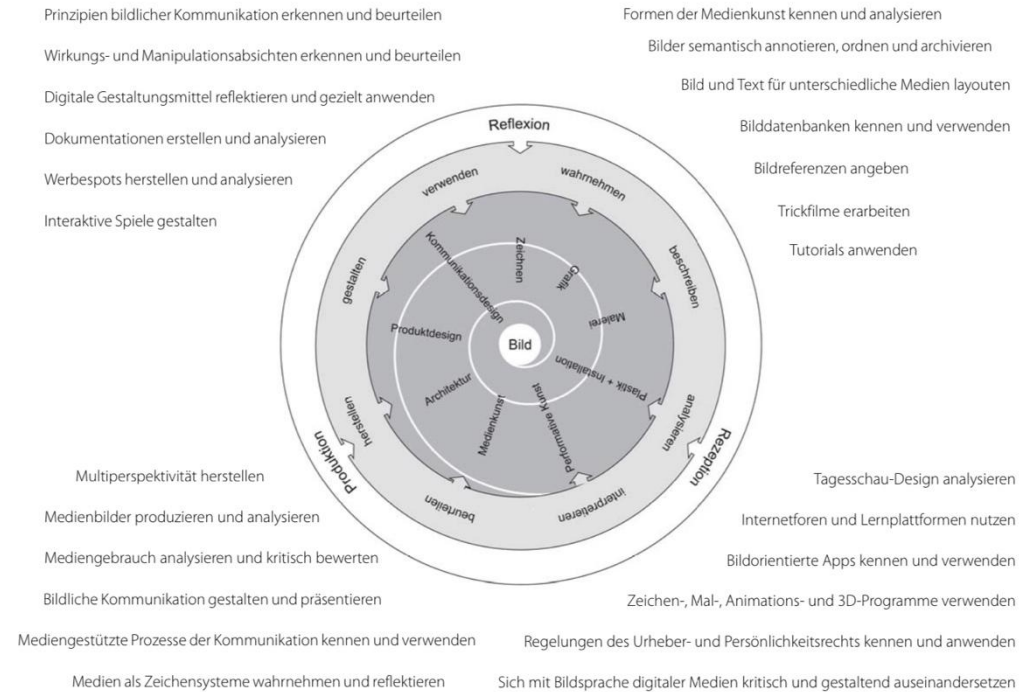 Prinzipien bildlicher Kommunikation erkennen und beurteilen
Wirkungs- und Manipulationsabsichten erkennen und beurteilen
Digitale Gestaltungsmittel reflektieren und gezielt anwenden
Dokumentationen erstellen und analysieren
Werbespots herstellen und analysieren
Interaktive Spiele gestalten
Formen der Medienkunst kennen und analysieren
Bilder semantisch annotieren, ordnen und archivieren
Bild und Text für unterschiedliche Medien layouten
Bilddatenbanken kennen und verwenden
Bildreferenzen angeben
Trickfilme erarbeiten
Tutorials anwenden
Reflexion
Rezeption
Produktion
verwenden
wahrnehmen
beschreiben
analysieren
interpretieren
beurteilen
herstellen
gestalten
Kommunikationsdesign
Zeichnen
Grafik
Malerei
Plastik + Installation
Performative Kunst
Medienkunst
Architektur
Produktdesign
Bild
Multiperspektivität herstellen
Medienbilder produzieren und analysieren
Mediengebrauch analysieren und kritisch bewerten
Bildliche Kommunikation gestalten und präsentieren
Mediengestützte Prozesse der Kommunikation kennen und verwenden
Medien als Zeichensysteme wahrnehmen und reflektieren
Tagesschau-Design analysieren
Internetforen und Lernplattformen nutzen
Bildorientierte Apps kennen und verwenden
Zeichen-, Mal-, Animations- und 3D-Programme verwenden
Regelungen des Urheber- und Persönlichkeitsrechts kennen und anwenden
Sich mit Bildsprache digitaler Medien kritisch und gestaltend auseinandersetzen